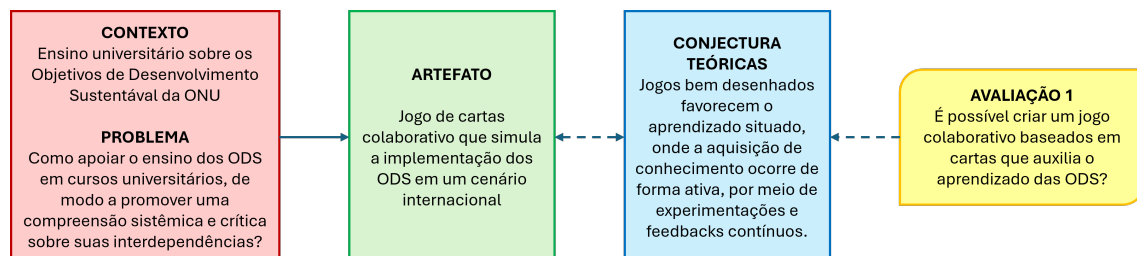 CONTEXTO
Ensino universitário sobre os
Objetivos de Desenvolvimento
Sustentával da ONU
PROBLEMA
Como apoiar o ensino dos ODS
em cursos universitários, de
modo a promover uma
compreensão sistêmica e crítica
sobre suas interdependências?
ARTEFATO
Jogo de cartas
colaborativo que simula
a implementação dos
ODS em um cenário
internacional
CONJECTURA
TEÓRICAS
Jogos bem desenhados
favorecem o
aprendizado situado,
onde a aquisição de
conhecimento ocorre de
forma ativa, por meio de
experimentações e
feedbacks contínuos.
AVALIAÇÃO 1
É possível criar um jogo
colaborativo baseados em
cartas que auxilia o
aprendizado das ODS?